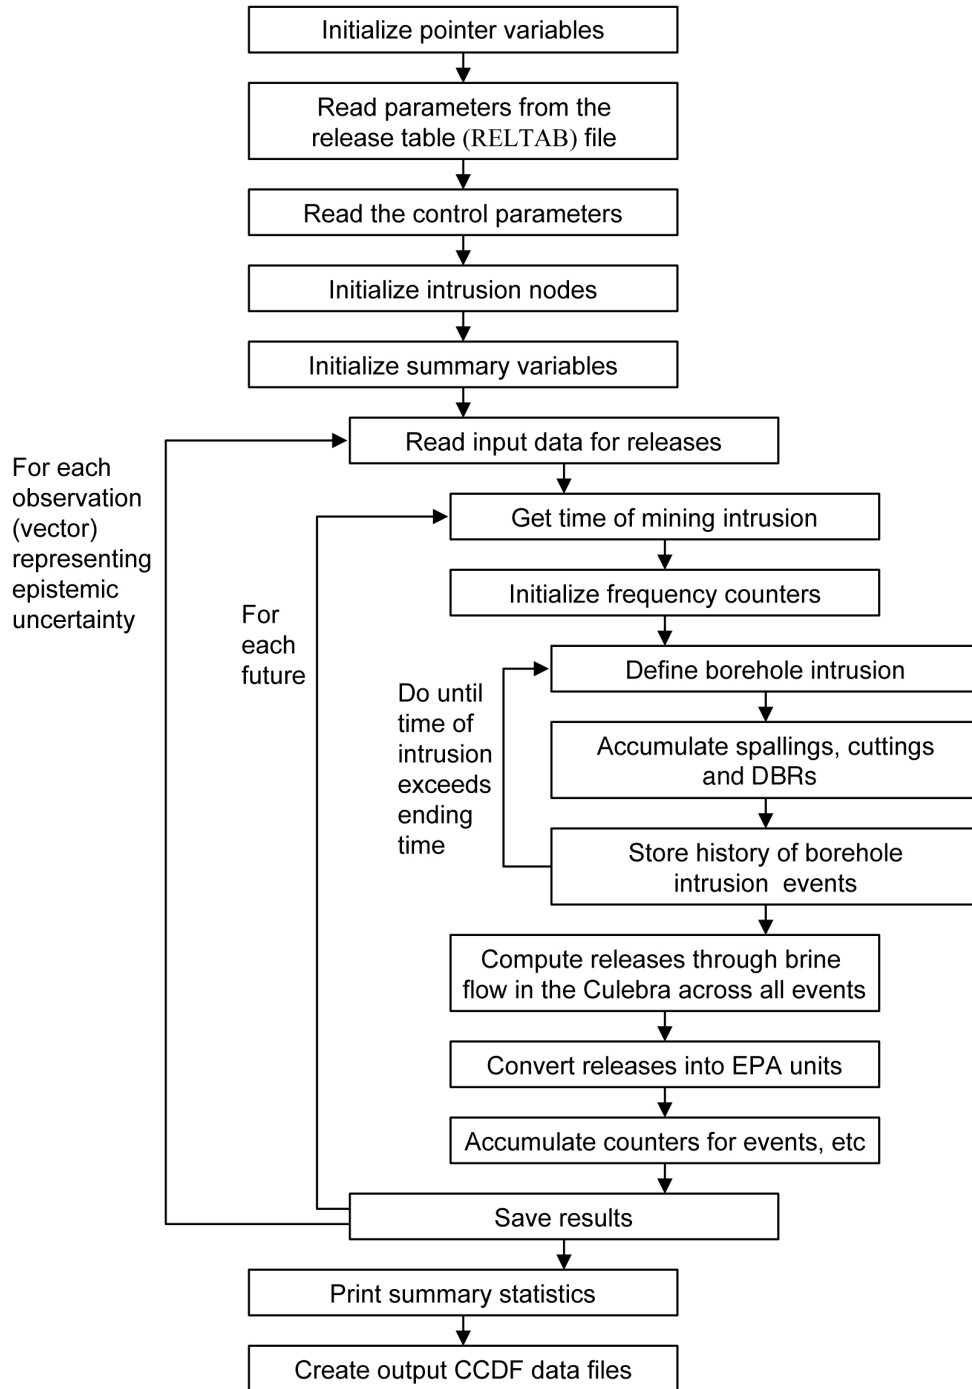 Initialize pointer variables
Read parameters from the
release table (RELTAB) file
Read the control parameters
Initialize intrusion nodes
Initialize summary variables
Read input data for releases
For each
observation
(vector)
representing
epistemic
uncertainty
Get time of mining intrusion
Initialize frequency counters
For
each
future
Define borehole intrusion
Do until
time of
intrusion
exceeds
ending
time
Accumulate spallings, cuttings
and DBRs
Store history of borehole
intrusion events
Compute releases through brine
flow in the Culebra across all events
Convert releases into EPA units
Accumulate counters for events, etc
Save results
Print summary statistics
Create output CCDF data files